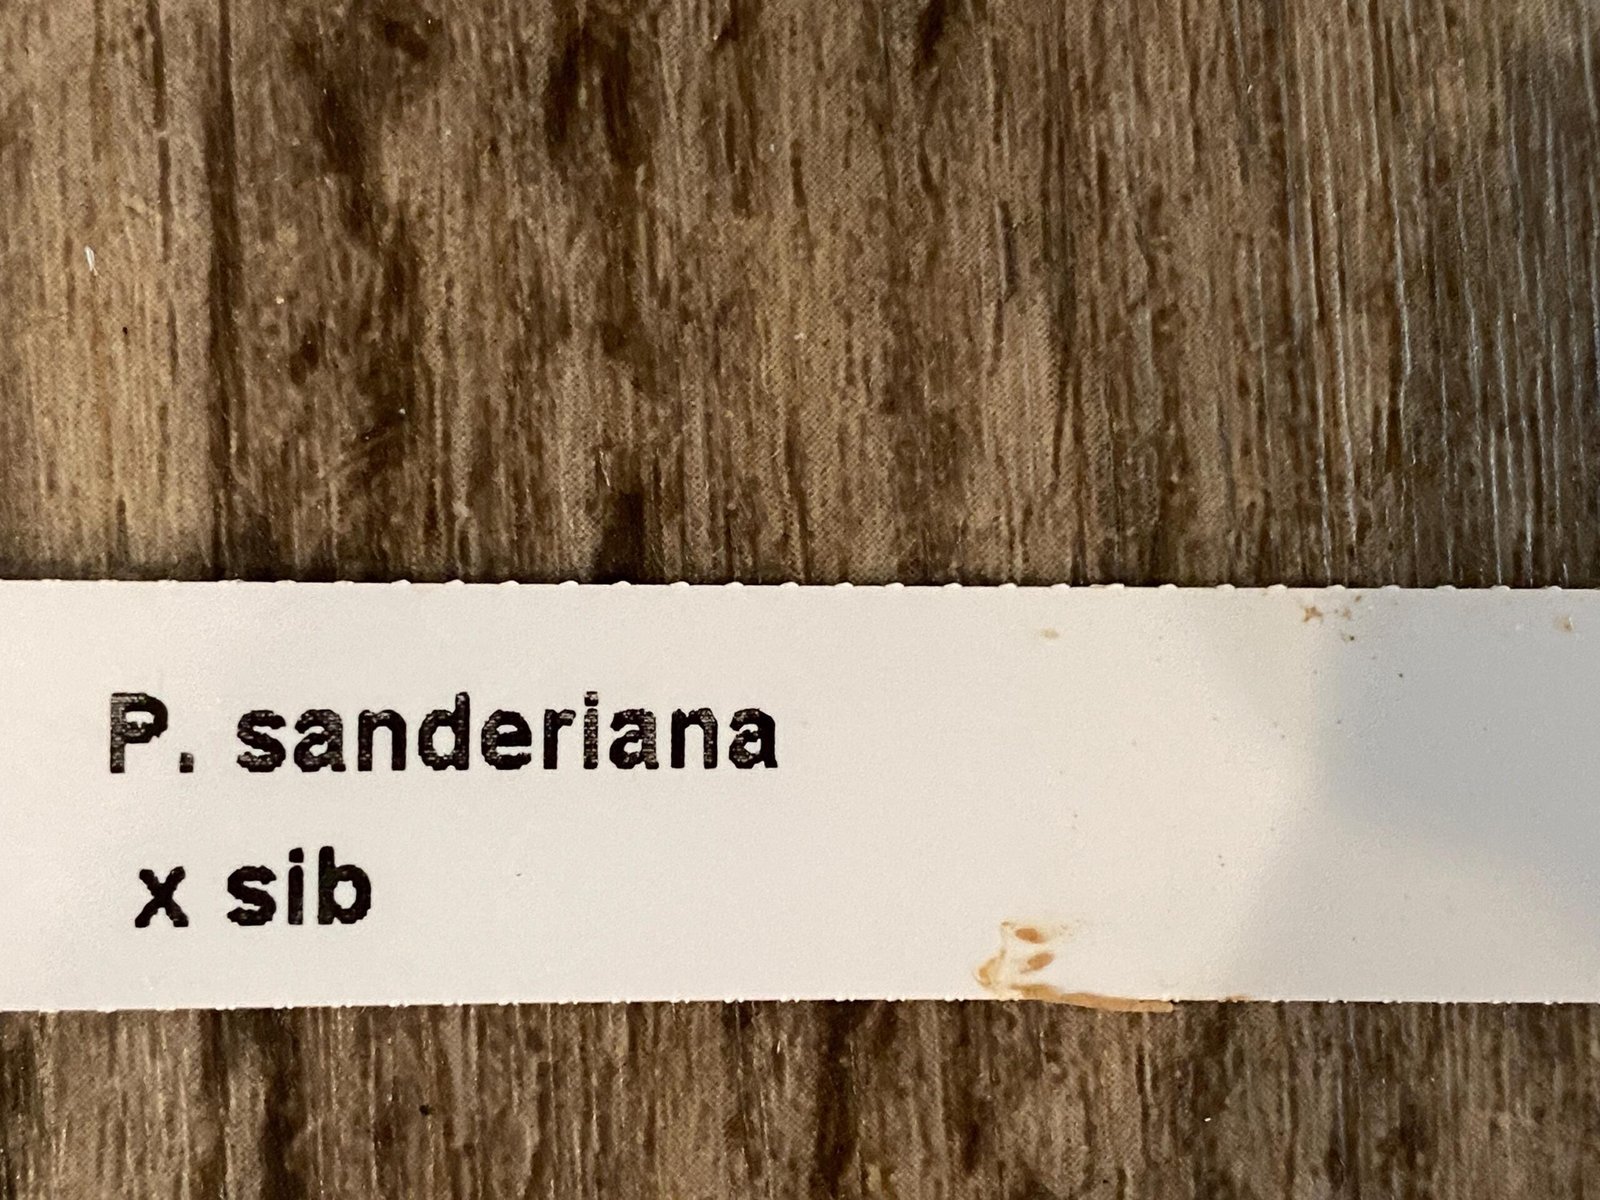 P. sanderiana
x sib